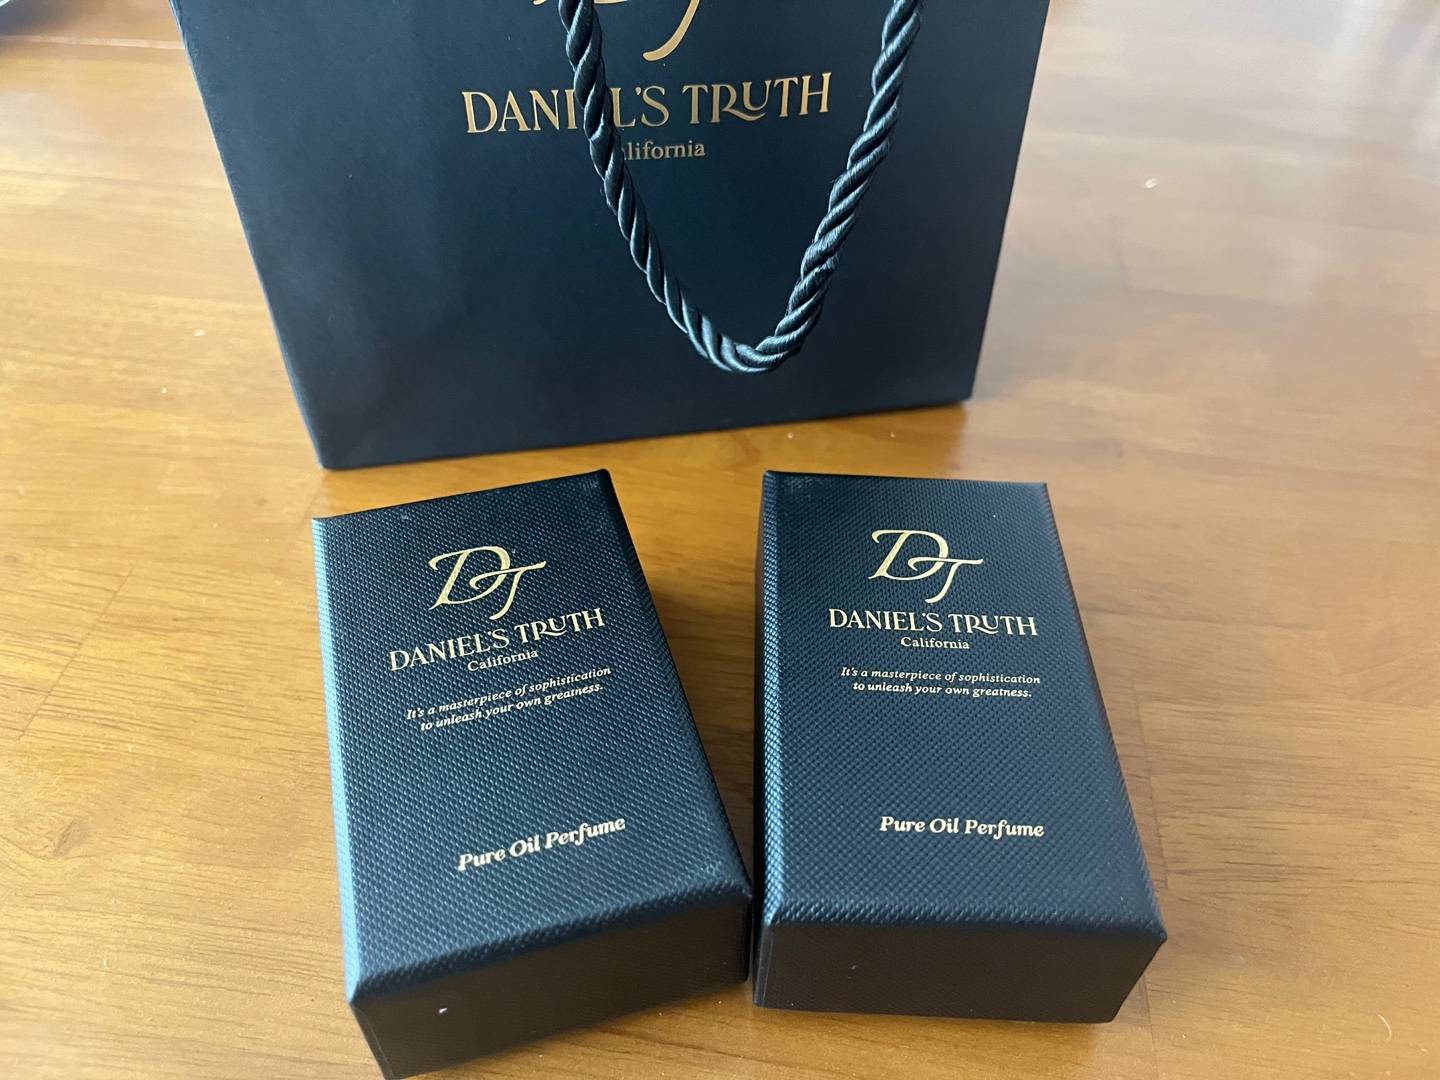 DANIEL'S TRUTH
California
DT
DANIEL'S TRUTH
California
It's a masterpiece of sophistication
to unleash your own greatness.
Pure Oil Perfume
DT
DANIEL'S TRUTH
California
It's a masterpiece of sophistication
to unleash your own greatness.
Pure Oil Perfume